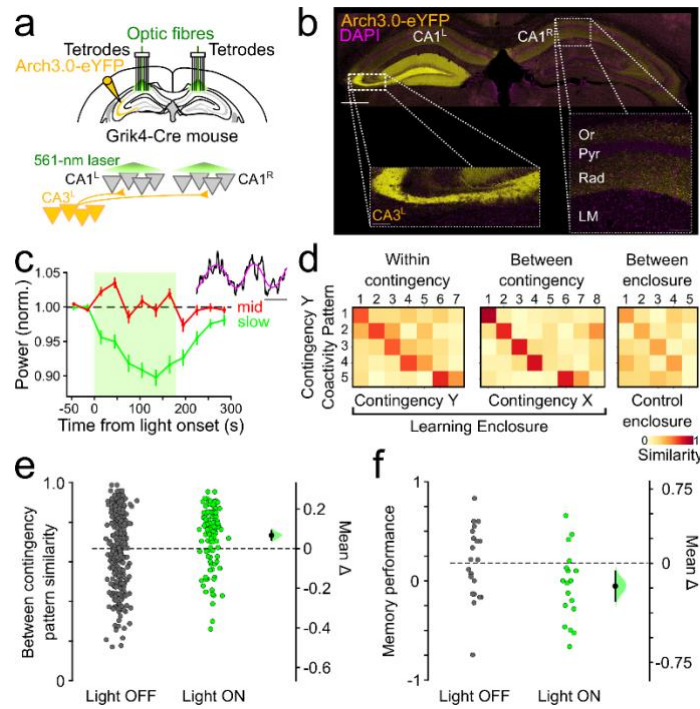 a
Optic fibres
Tetrodes Tetrodes
Arch3.0-eYFP
Grik4-Cre mouse
561-nm laser
CA1L CA1R
CA3L
b
Arch3.0-eYFP
DAPI
CA1L CA1R
CA3L
Or
Pyr
Rad
LM
c
Power (norm.)
1.05
1.00
0.95
0.90
mid
slow
-50 0 100 200 300
Time from light onset (s)
d
Within contingency
Between contingency
Between enclosure
1 2 3 4 5 6 7
1 2 3 4 5 6 7 8
1 2 3 4 5
Contingency Y
Coactivity Pattern
1
2
3
4
5
Contingency Y
Contingency X
Control enclosure
Learning Enclosure
0 1
Similarity
e
Between contingency
pattern similarity
1.0
0
0.2
0
-0.2
-0.4
-0.6
Mean Δ
Light OFF Light ON
f
Memory performance
1
0
-1
0.75
0
-0.75
Mean Δ
Light OFF Light ON